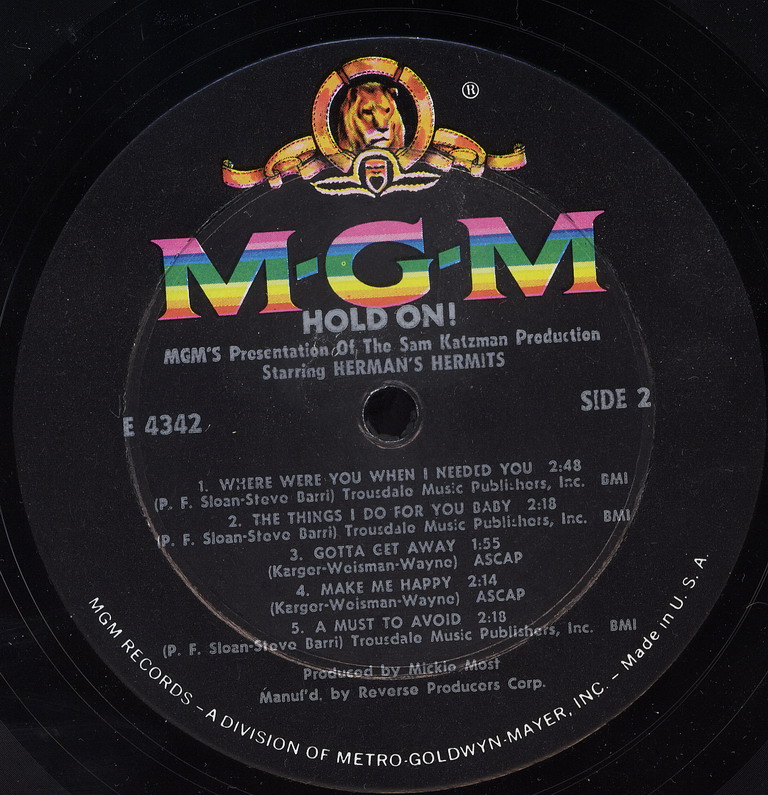 ®
M-G-M
HOLD ON!
MGM'S Presentation Of The Sam Katzman Production
Starring HERMAN'S HERMITS
E 4342
SIDE 2
1. WHERE WERE YOU WHEN I NEEDED YOU 2:48
(P. F. Sloan-Steve Barri) Trousdale Music Publishers, Inc. BMI
2. THE THINGS I DO FOR YOU BABY 2:18
(P. F. Sloan-Steve Barri) Trousdale Music Publishers, Inc. BMI
3. GOTTA GET AWAY 1:55
(Karger-Weisman-Wayne) ASCAP
4. MAKE ME HAPPY 2:14
(Karger-Weisman-Wayne) ASCAP
5. A MUST TO AVOID 2:18
(P. F. Sloan-Steve Barri) Trousdale Music Publishers, Inc. BMI
Produced by Mickie Most
Manuf'd. by Reverse Producers Corp.
MGM RECORDS – A DIVISION OF METRO-GOLDWYN-MAYER, INC. – Made in U. S. A.